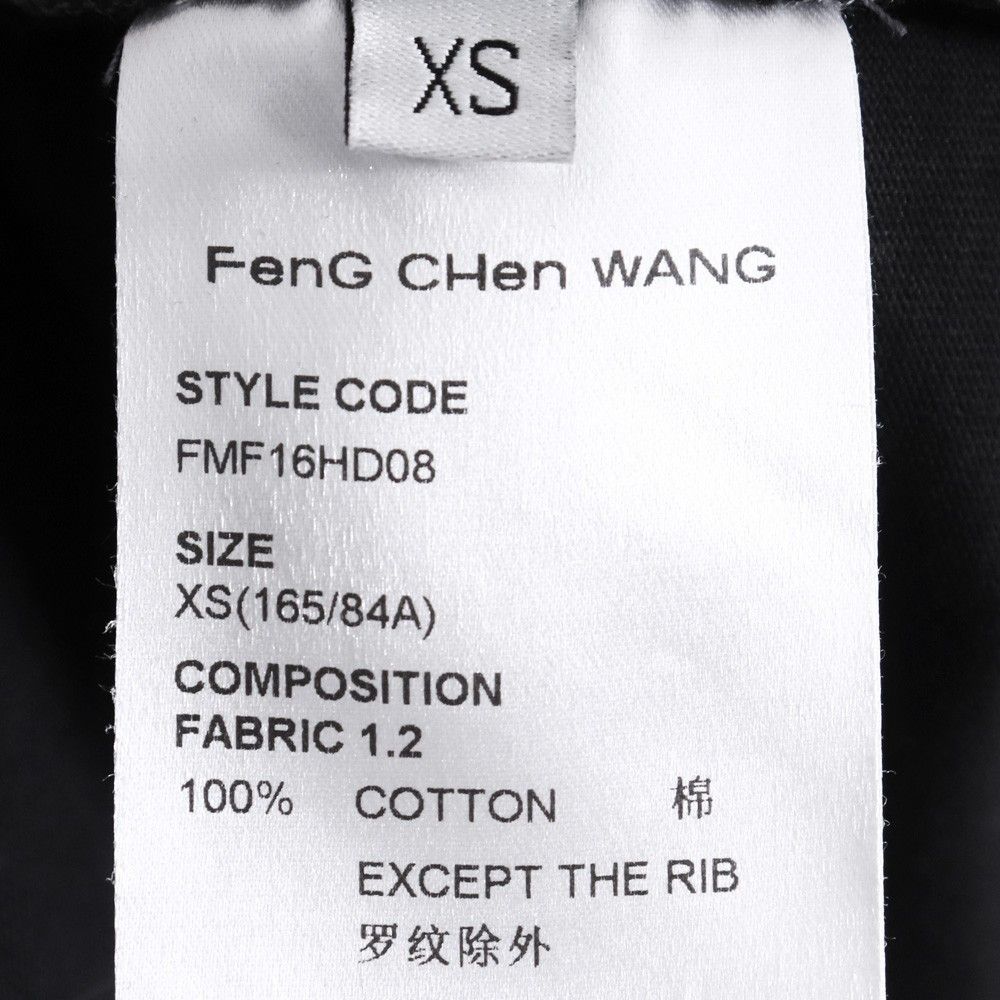 XS
FenG CHen WANG
STYLE CODE
FMF16HD08
SIZE
XS(165/84A)
COMPOSITION
FABRIC 1.2
100% COTTON 棉
EXCEPT THE RIB
罗纹除外